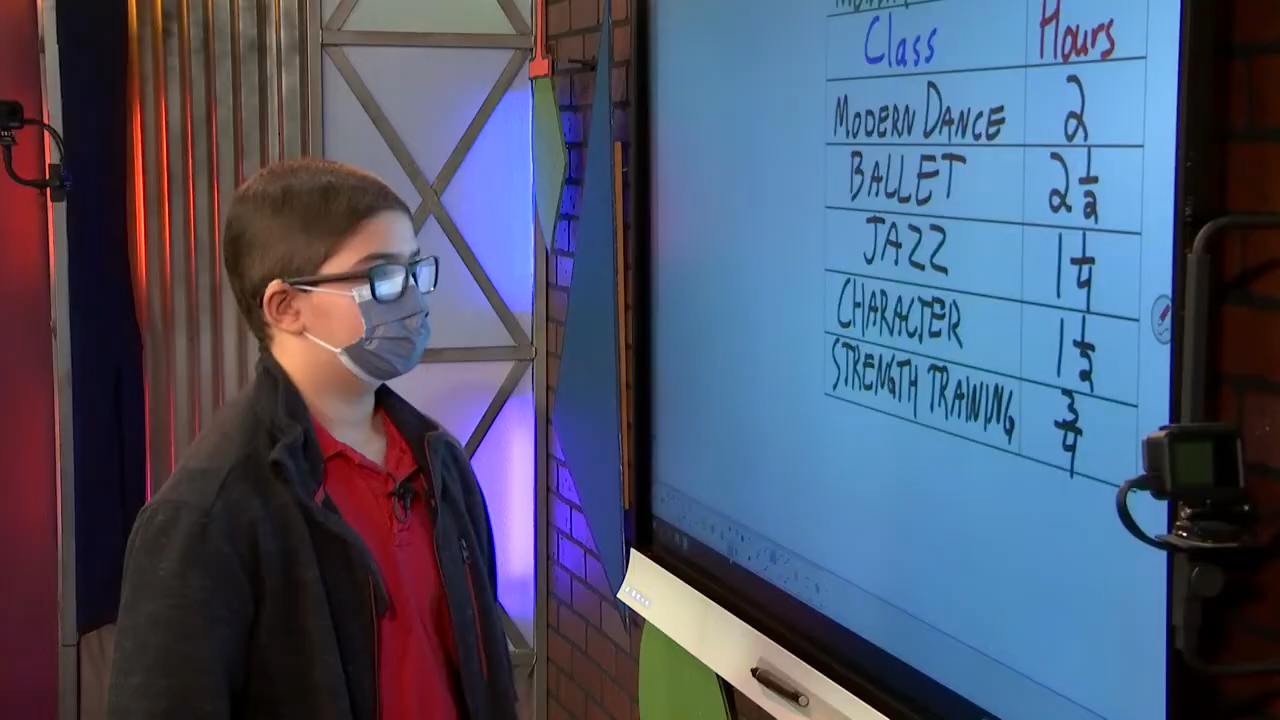 Class Hours
MODERN DANCE 2
BALLET 2 1/2
JAZZ 1 1/4
CHARACTER 1 1/2
STRENGTH TRAINING 3/4